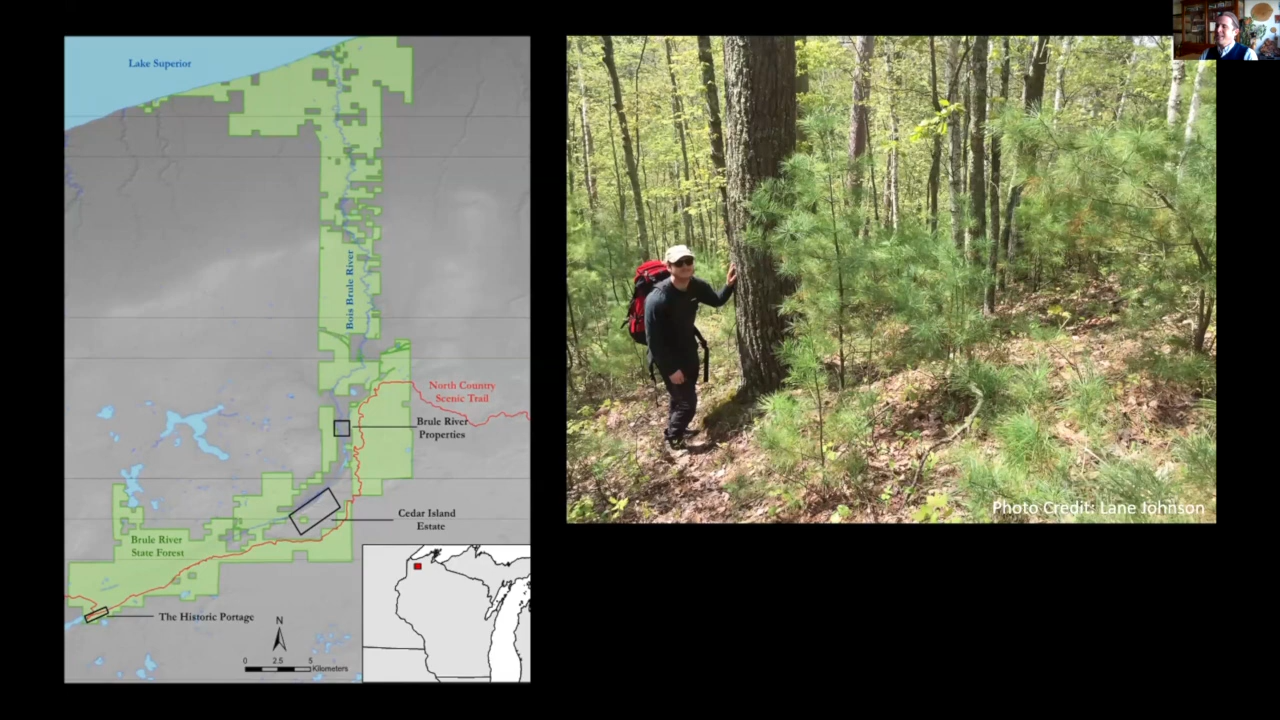 Lake Superior
Bois Brule River
North Country
Scenic Trail
Brule River
Properties
Cedar Island
Estate
Brule River
State Forest
The Historic Portage
N
0 2.5 5
Kilometers
Photo Credit: Lane Johnson